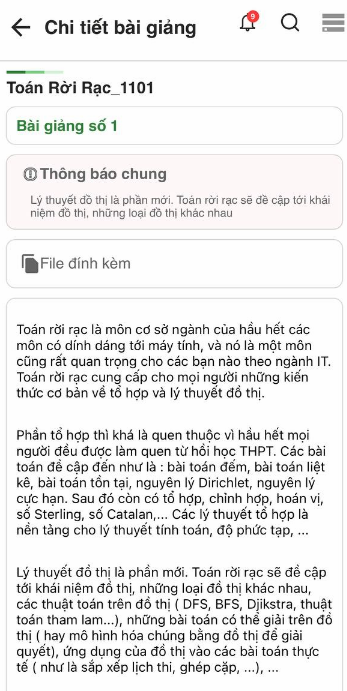 Chi tiết bài giảng
9
Toán Rời Rạc_1101
Bài giảng số 1
Thông báo chung
Lý thuyết đồ thị là phần mới. Toán rời rạc sẽ đề cập tới khái
niệm đồ thị, những loại đồ thị khác nhau
File đính kèm
Toán rời rạc là môn cơ sở ngành của hầu hết các
môn có dính dáng tới máy tính, và nó là một môn
cũng rất quan trọng cho các bạn nào theo ngành IT.
Toán rời rạc cung cấp cho mọi người những kiến
thức cơ bản về tổ hợp và lý thuyết đồ thị.
Phần tổ hợp thì khá là quen thuộc vì hầu hết mọi
người đều được làm quen từ hồi học THPT. Các bài
toán đề cập đến như là : bài toán đếm, bài toán liệt
kê, bài toán tồn tại, nguyên lý Dirichlet, nguyên lý
cực hạn. Sau đó còn có tổ hợp, chỉnh hợp, hoán vị,
số Sterling, số Catalan,... Các lý thuyết tổ hợp là
nền tảng cho lý thuyết tính toán, độ phức tạp, ...
Lý thuyết đồ thị là phần mới. Toán rời rạc sẽ đề cập
tới khái niệm đồ thị, những loại đồ thị khác nhau,
các thuật toán trên đồ thị ( DFS, BFS, Djikstra, thuật
toán tham lam...), những bài toán có thể giải trên đồ
thị ( hay mô hình hóa chúng bằng đồ thị để giải
quyết), ứng dụng của đồ thị vào các bài toán thực
tế ( như là sắp xếp lịch thi, ghép cặp, ...), ...